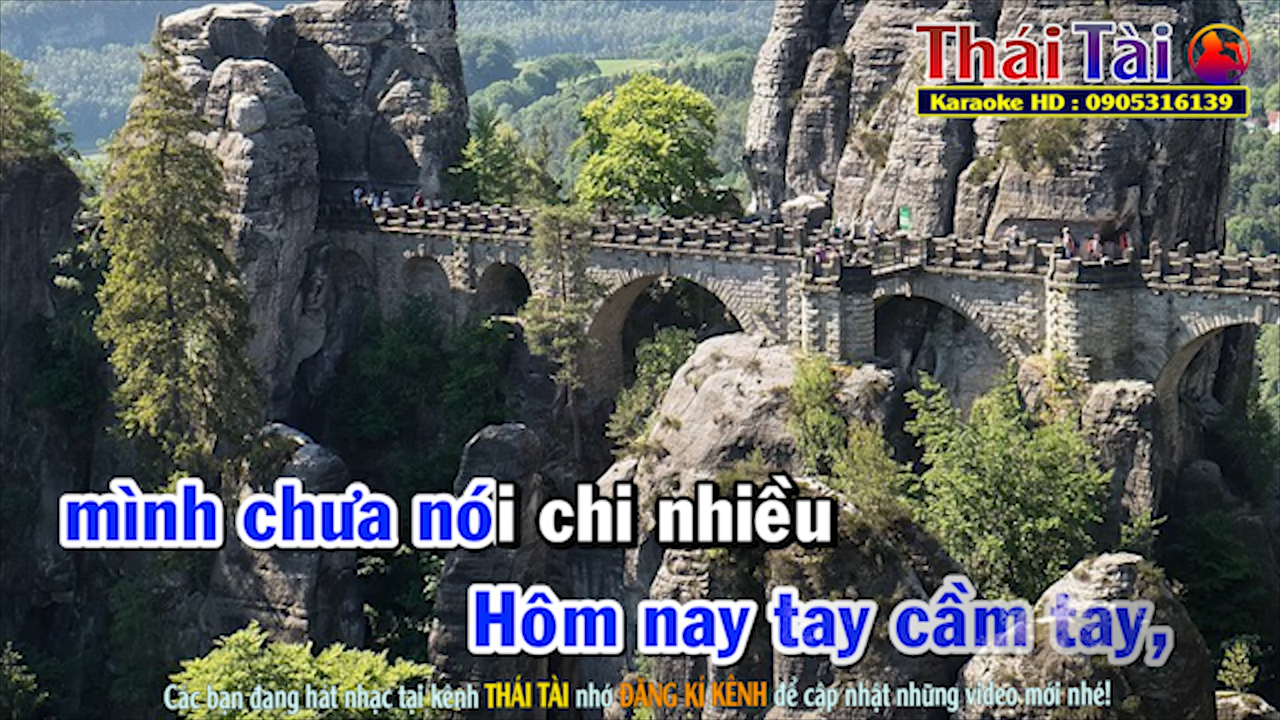 Thái Tài
Karaoke HD : 0905316139
mình chưa nói chi nhiều
Hôm nay tay cầm tay,
Các bạn đang hát nhạc tại kênh THÁI TÀI nhớ ĐĂNG KÍ KÊNH để cập nhật những video mới nhé!